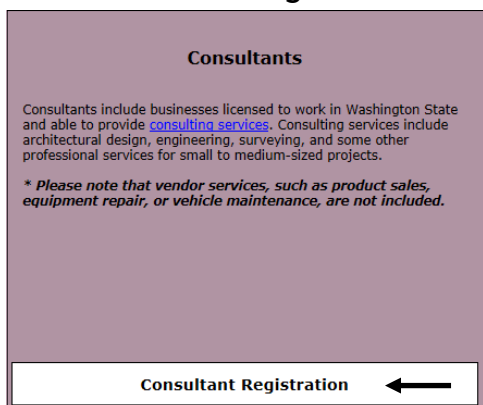 Consultants
Consultants include businesses licensed to work in Washington State
and able to provide consulting services. Consulting services include
architectural design, engineering, surveying, and some other
professional services for small to medium-sized projects.
* Please note that vendor services, such as product sales,
equipment repair, or vehicle maintenance, are not included.
Consultant Registration